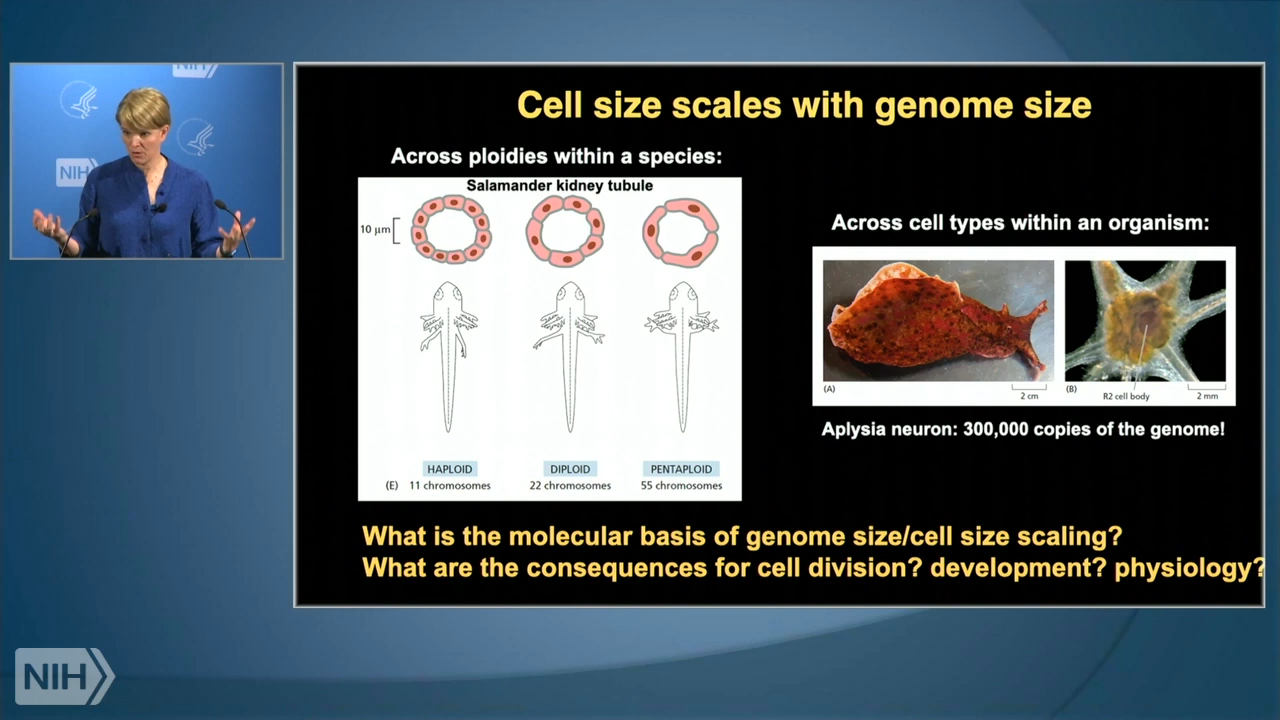 NIH
NIH
Cell size scales with genome size
Across ploidies within a species:
Salamander kidney tubule
10 µm
HAPLOID
DIPLOID
PENTAPLOID
(E)
11 chromosomes
22 chromosomes
55 chromosomes
Across cell types within an organism:
(A)
2 cm
(B)
R2 cell body
2 mm
Aplysia neuron: 300,000 copies of the genome!
What is the molecular basis of genome size/cell size scaling?
What are the consequences for cell division? development? physiology?
NIH